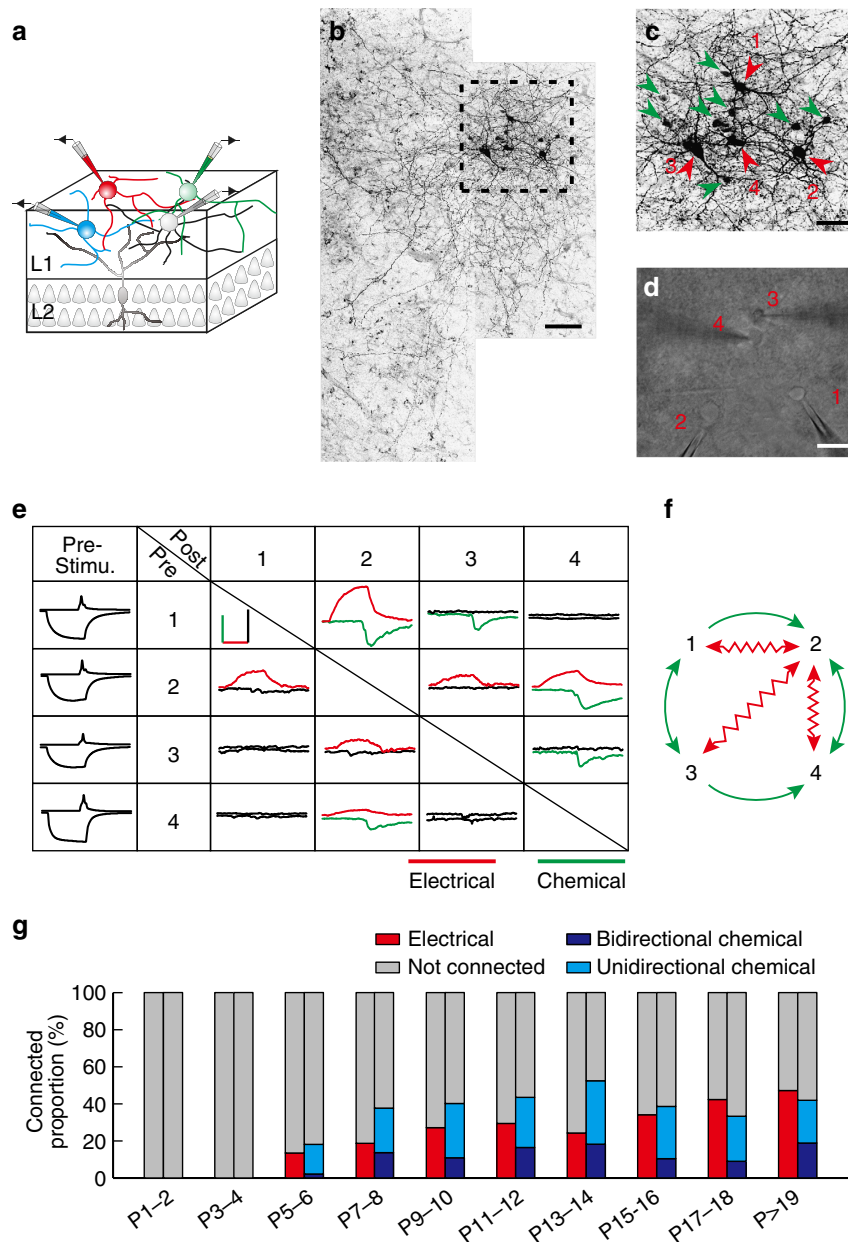 a
L1
L2
b
c
1
3
4
2
d
3
4
1
2
e
Pre-
Stimu.
Post
Pre
1
2
3
4
1
2
3
4
Electrical
Chemical
f
1
2
3
4
g
Electrical
Bidirectional chemical
Not connected
Unidirectional chemical
Connected
proportion (%)
100
80
60
40
20
0
P1–2
P3–4
P5–6
P7–8
P9–10
P11–12
P13–14
P15-16
P17–18
P>19